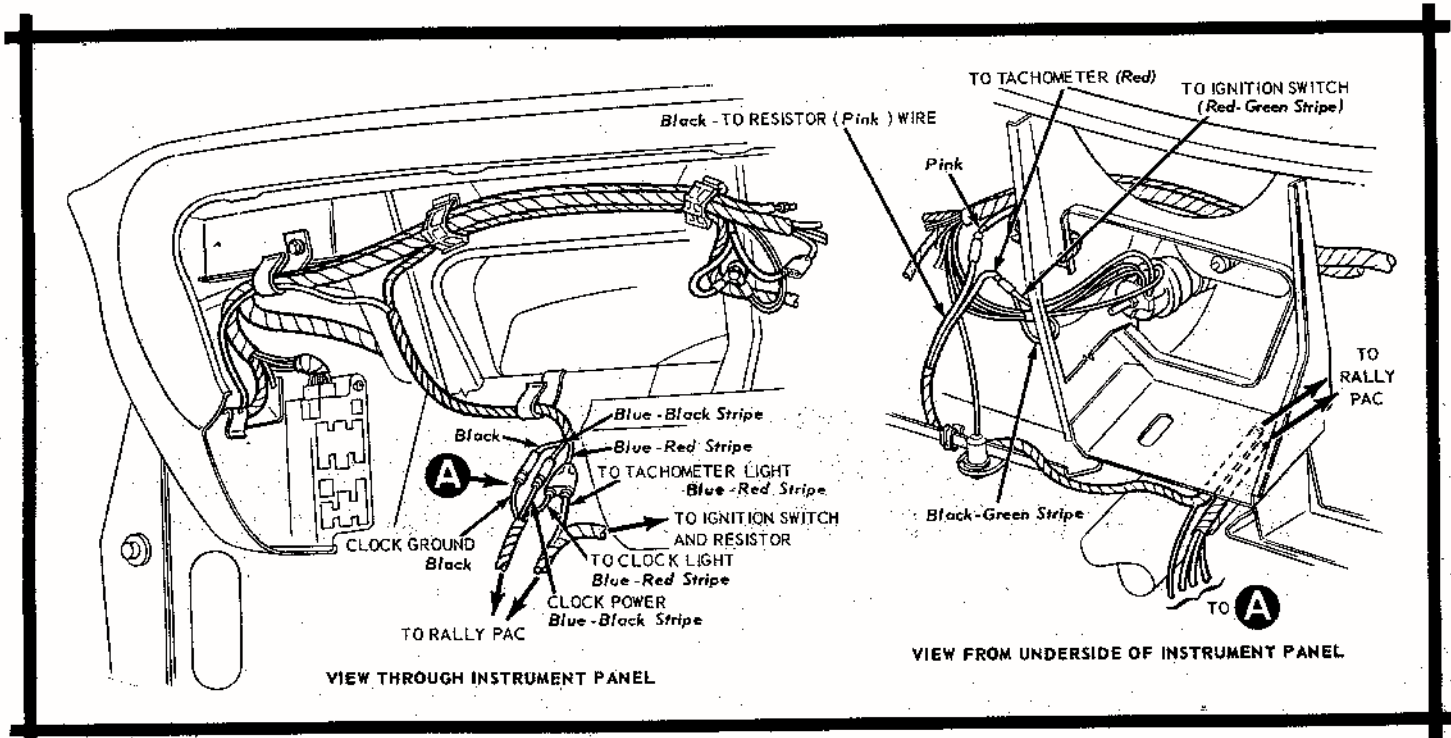 Blue-Black Stripe
Black
Blue-Red Stripe
A
TO TACHOMETER LIGHT
Blue-Red Stripe
TO IGNITION SWITCH
AND RESISTOR
CLOCK GROUND
Black
TO CLOCK LIGHT
Blue-Red Stripe
CLOCK POWER
Blue-Black Stripe
TO RALLY PAC
VIEW THROUGH INSTRUMENT PANEL
TO TACHOMETER (Red)
TO IGNITION SWITCH
(Red-Green Stripe)
Black - TO RESISTOR (Pink ) WIRE
Pink
TO
RALLY
PAC
Black-Green Stripe
TO A
VIEW FROM UNDERSIDE OF INSTRUMENT PANEL